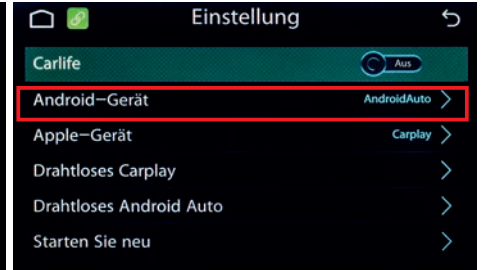 Einstellung
Carlife Aus
Android-Gerät AndroidAuto
Apple-Gerät Carplay
Drahtloses Carplay
Drahtloses Android Auto
Starten Sie neu